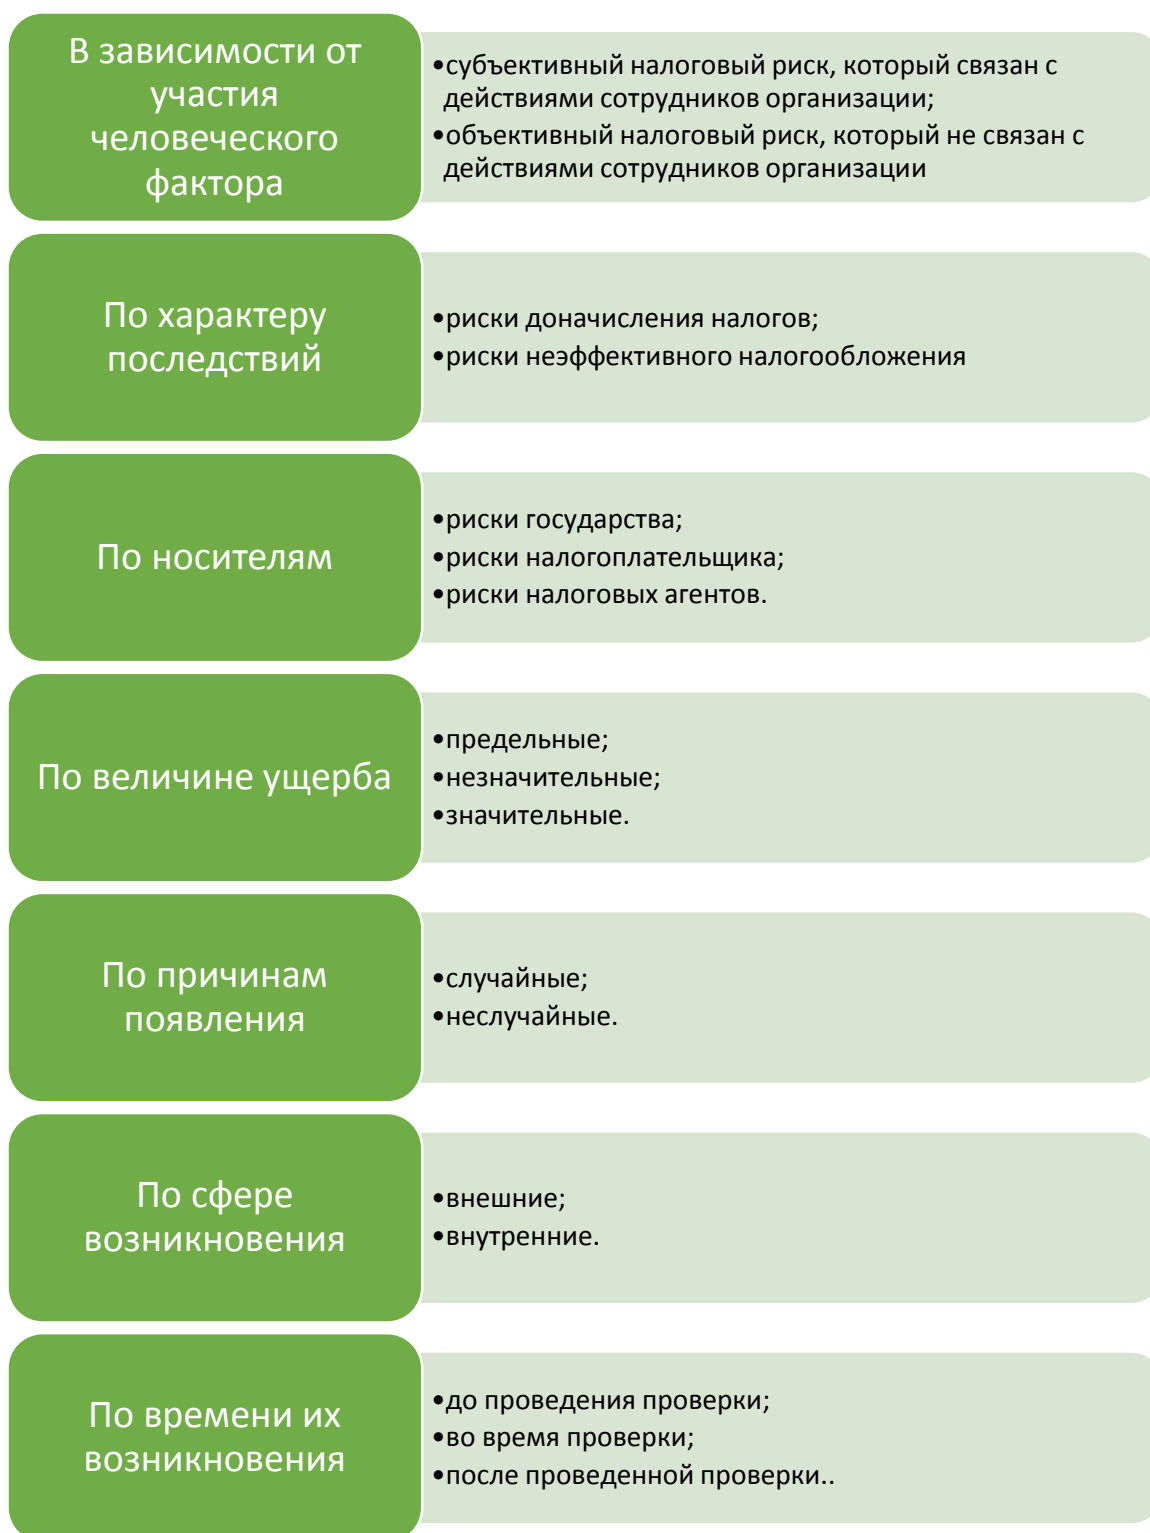 В зависимости от
участия
человеческого
фактора
•субъективный налоговый риск, который связан с
действиями сотрудников организации;
•объективный налоговый риск, который не связан с
действиями сотрудников организации
По характеру
последствий
•риски доначисления налогов;
•риски неэффективного налогообложения
По носителям
•риски государства;
•риски налогоплательщика;
•риски налоговых агентов.
По величине ущерба
•предельные;
•незначительные;
•значительные.
По причинам
появления
•случайные;
•неслучайные.
По сфере
возникновения
•внешние;
•внутренние.
По времени их
возникновения
•до проведения проверки;
•во время проверки;
•после проведенной проверки..